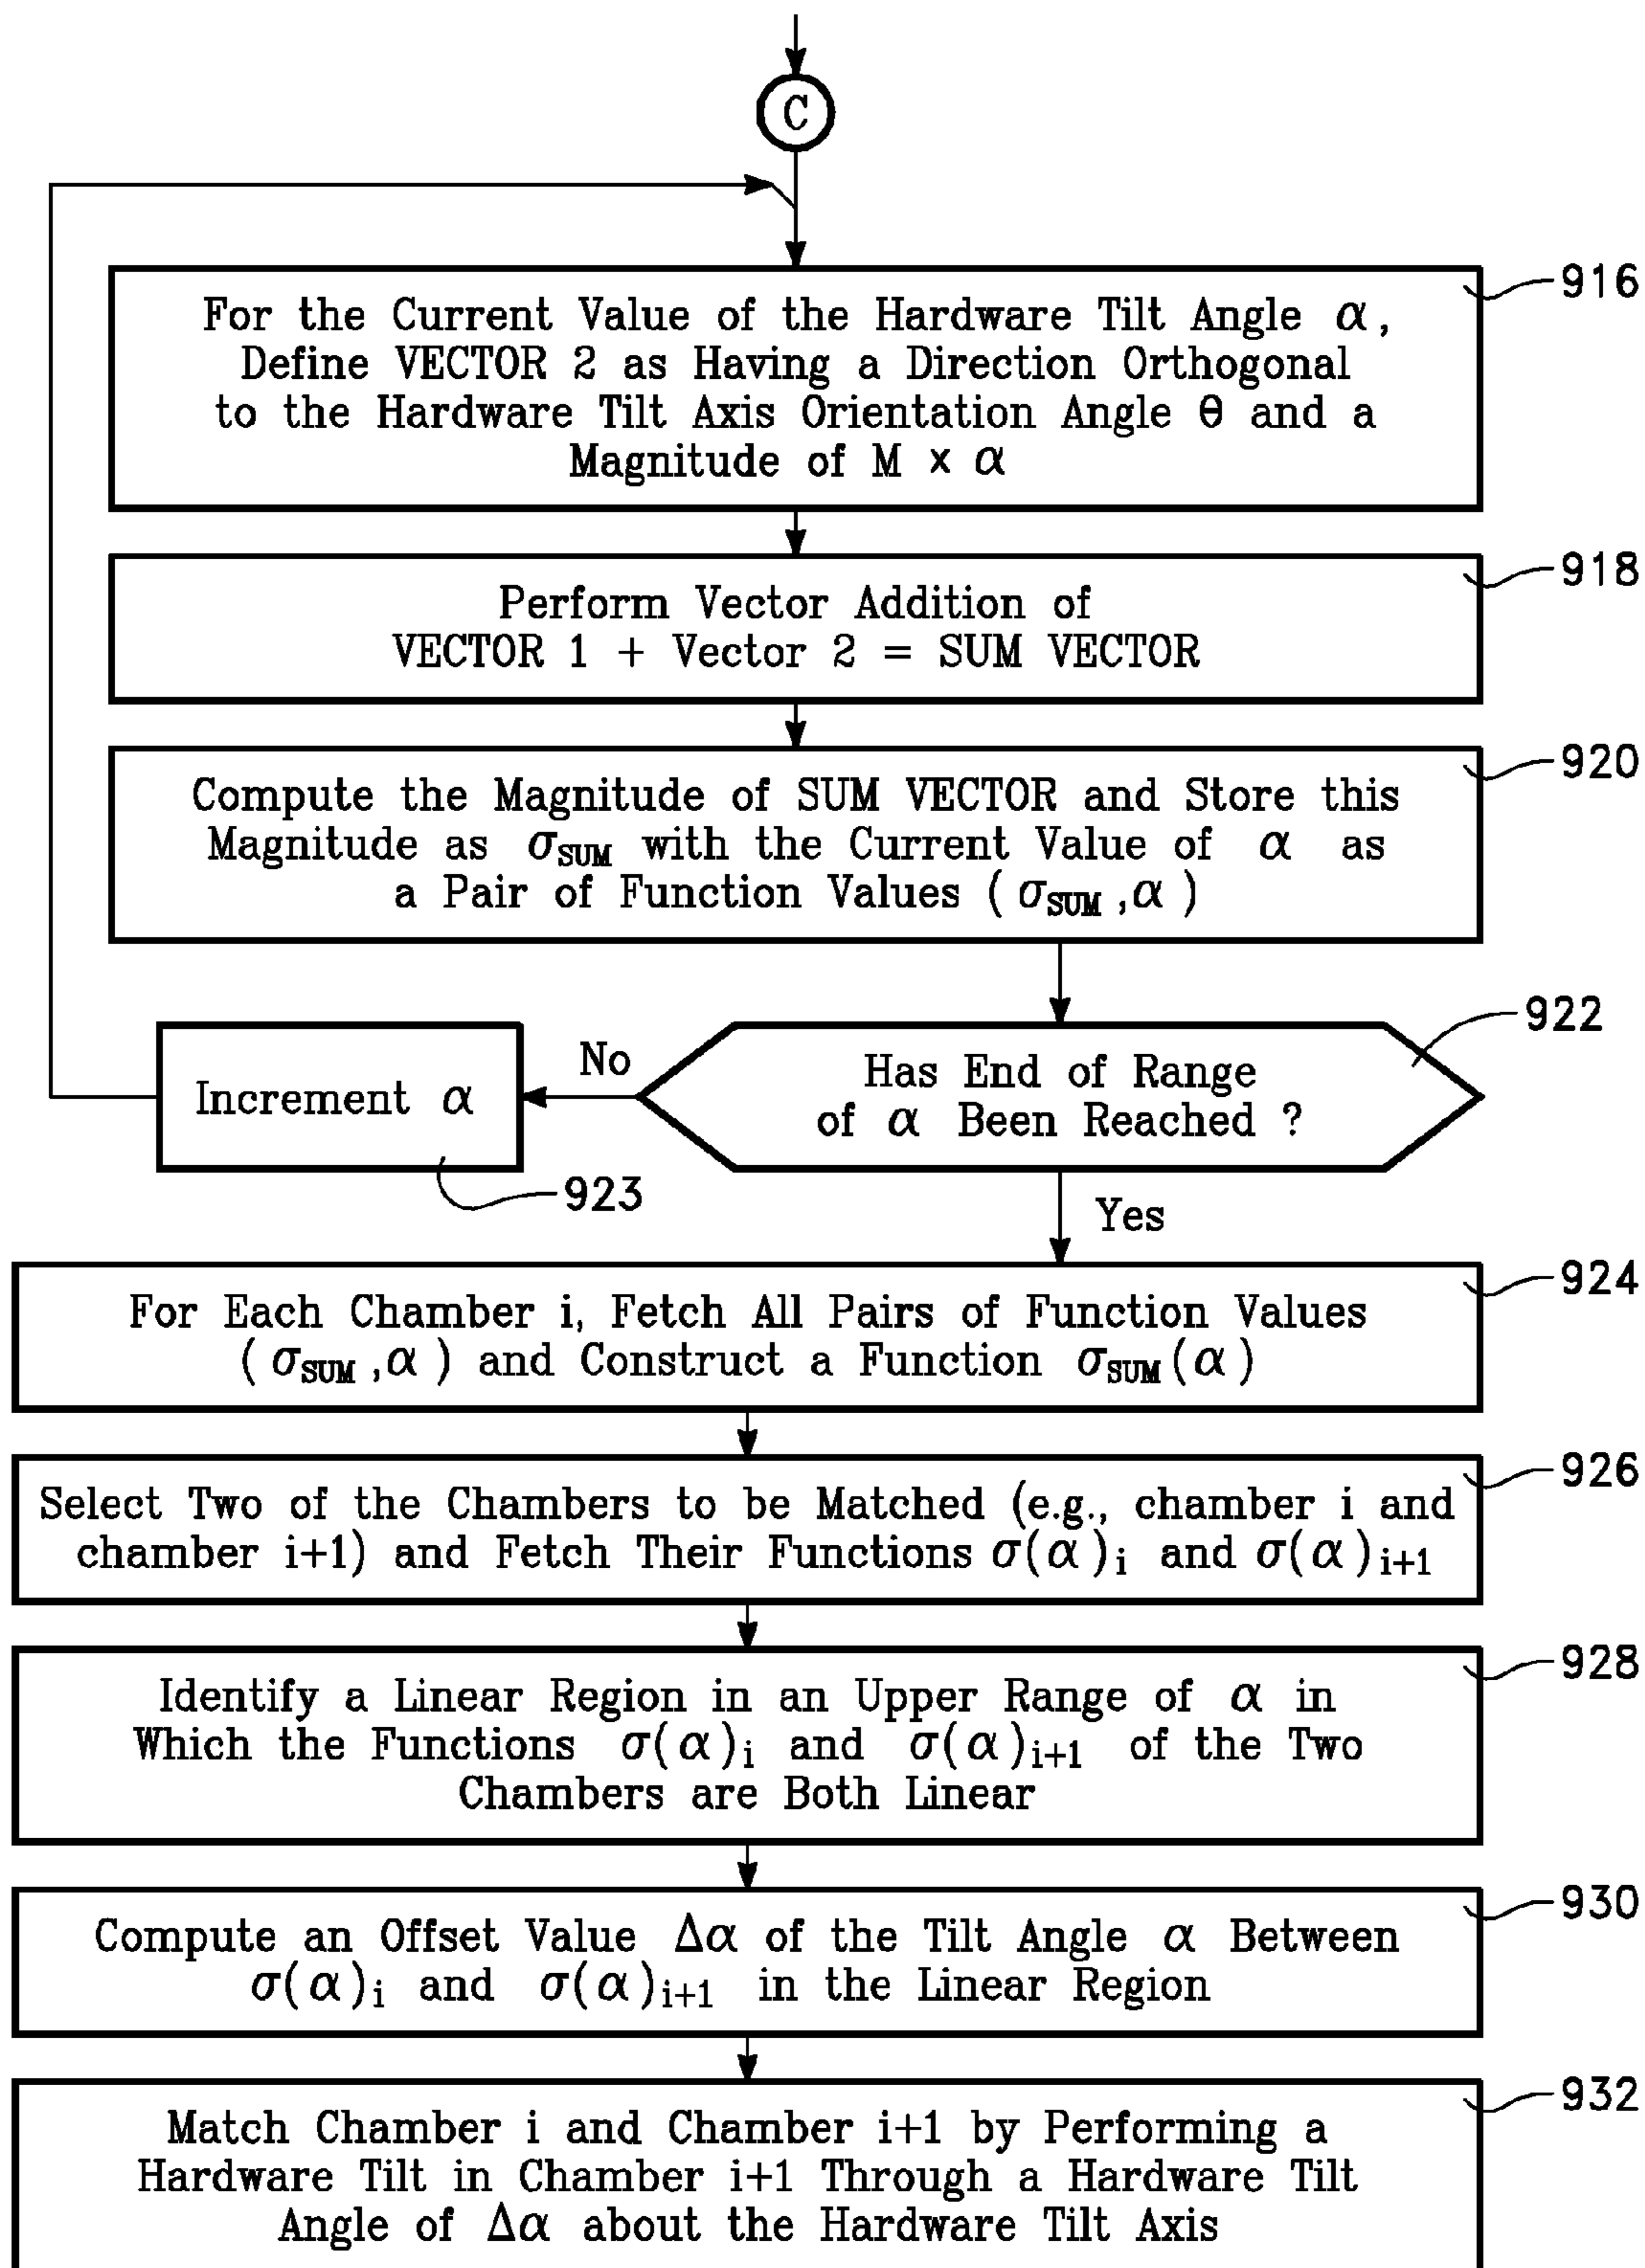 C
For the Current Value of the Hardware Tilt Angle α,
Define VECTOR 2 as Having a Direction Orthogonal
to the Hardware Tilt Axis Orientation Angle θ and a
Magnitude of M × α
916
Perform Vector Addition of
VECTOR 1 + Vector 2 = SUM VECTOR
918
Compute the Magnitude of SUM VECTOR and Store this
Magnitude as σSUM with the Current Value of α as
a Pair of Function Values (σSUM, α)
920
Has End of Range
of α Been Reached ?
922
No
Increment α
923
Yes
For Each Chamber i, Fetch All Pairs of Function Values
(σSUM, α) and Construct a Function σSUM(α)
924
Select Two of the Chambers to be Matched (e.g., chamber i and
chamber i+1) and Fetch Their Functions σ(α)i and σ(α)i+1
926
Identify a Linear Region in an Upper Range of α in
Which the Functions σ(α)i and σ(α)i+1 of the Two
Chambers are Both Linear
928
Compute an Offset Value Δα of the Tilt Angle α Between
σ(α)i and σ(α)i+1 in the Linear Region
930
Match Chamber i and Chamber i+1 by Performing a
Hardware Tilt in Chamber i+1 Through a Hardware Tilt
Angle of Δα about the Hardware Tilt Axis
932